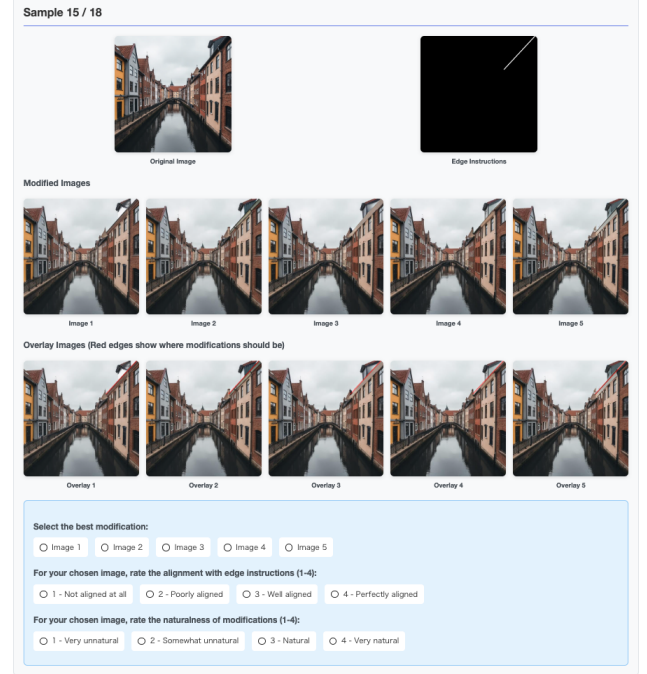 Sample 15 / 18
Original Image
Edge Instructions
Modified Images
Image 1
Image 2
Image 3
Image 4
Image 5
Overlay Images (Red edges show where modifications should be)
Overlay 1
Overlay 2
Overlay 3
Overlay 4
Overlay 5
Select the best modification:
Image 1
Image 2
Image 3
Image 4
Image 5
For your chosen image, rate the alignment with edge instructions (1-4):
1 - Not aligned at all
2 - Poorly aligned
3 - Well aligned
4 - Perfectly aligned
For your chosen image, rate the naturalness of modifications (1-4):
1 - Very unnatural
2 - Somewhat unnatural
3 - Natural
4 - Very natural